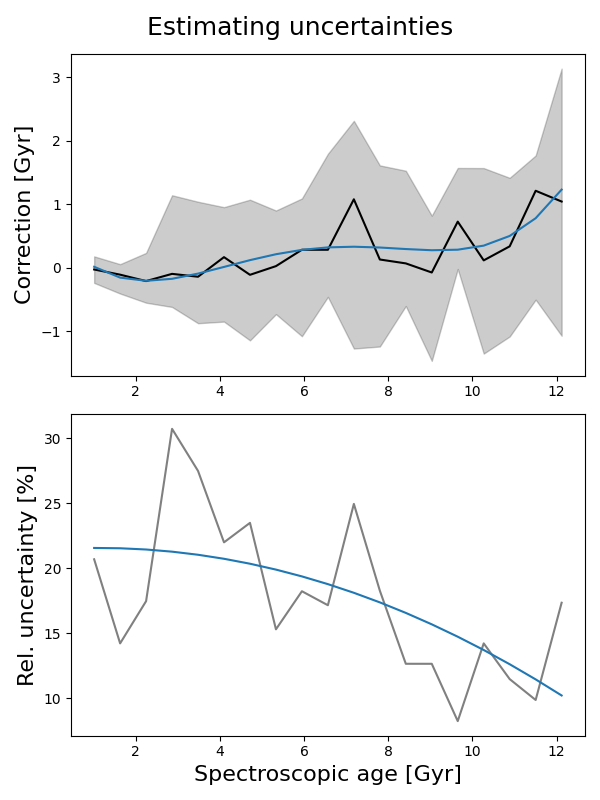 Estimating uncertainties
Correction [Gyr]
3
2
1
0
−1
2 4 6 8 10 12
Rel. uncertainty [%]
30
25
20
15
10
2 4 6 8 10 12
Spectroscopic age [Gyr]